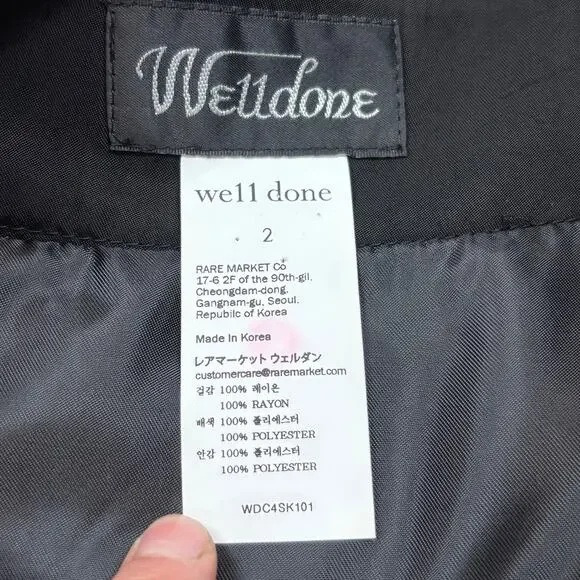 Welldone
we11 done
2
RARE MARKET Co
17-6 2F of the 90th-gil,
Cheongdam-dong,
Gangnam-gu, Seoul.
Republic of Korea
Made in Korea
レアマーケット ウェルダン
customercare@raremarket.com
겉감 100% 레이온
100% RAYON
배색 100% 폴리에스터
100% POLYESTER
안감 100% 폴리에스터
100% POLYESTER
WDC4SK101